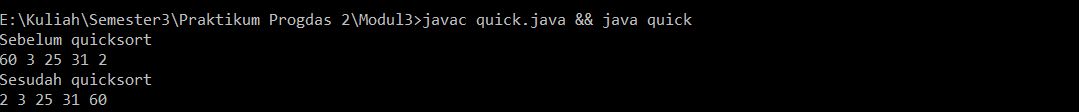 E:\Kuliah\Semester3\Praktikum Progdas 2\Modul3>javac quick.java && java quick
Sebelum quicksort
60 3 25 31 2
Sesudah quicksort
2 3 25 31 60